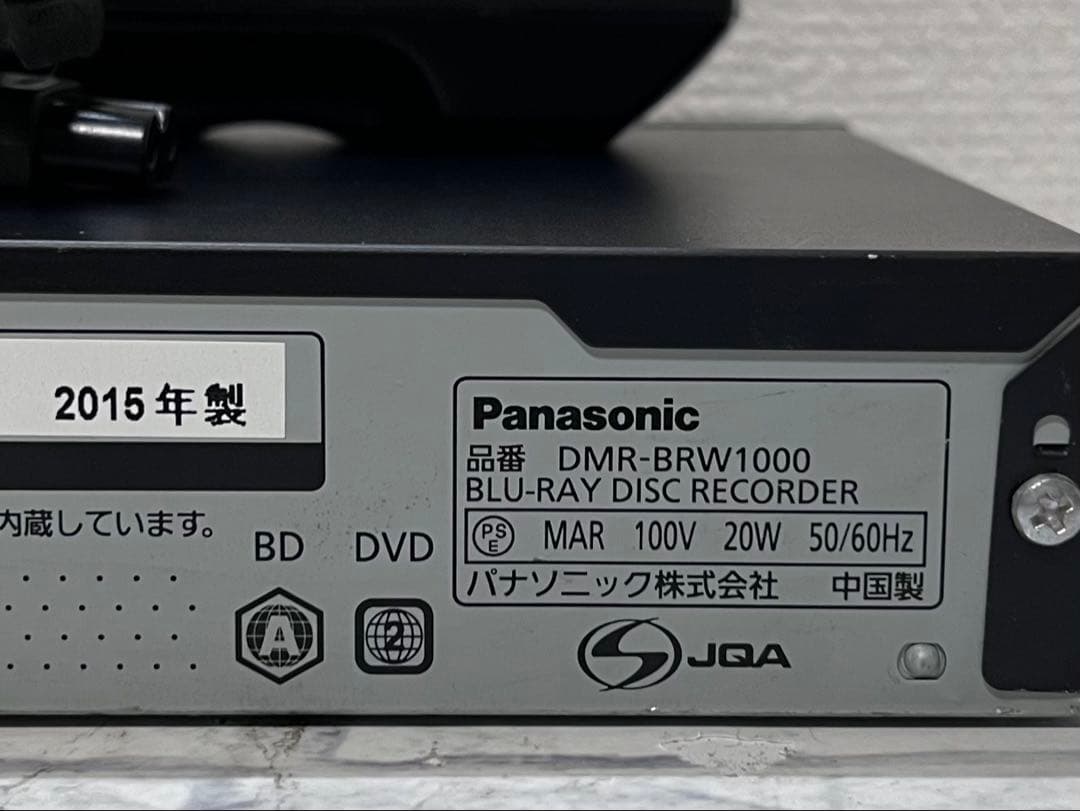 2015年製
内蔵しています。
BD DVD
A 2
Panasonic
品番 DMR-BRW1000
BLU-RAY DISC RECORDER
PSE MAR 100V 20W 50/60Hz
パナソニック株式会社 中国製
JQA